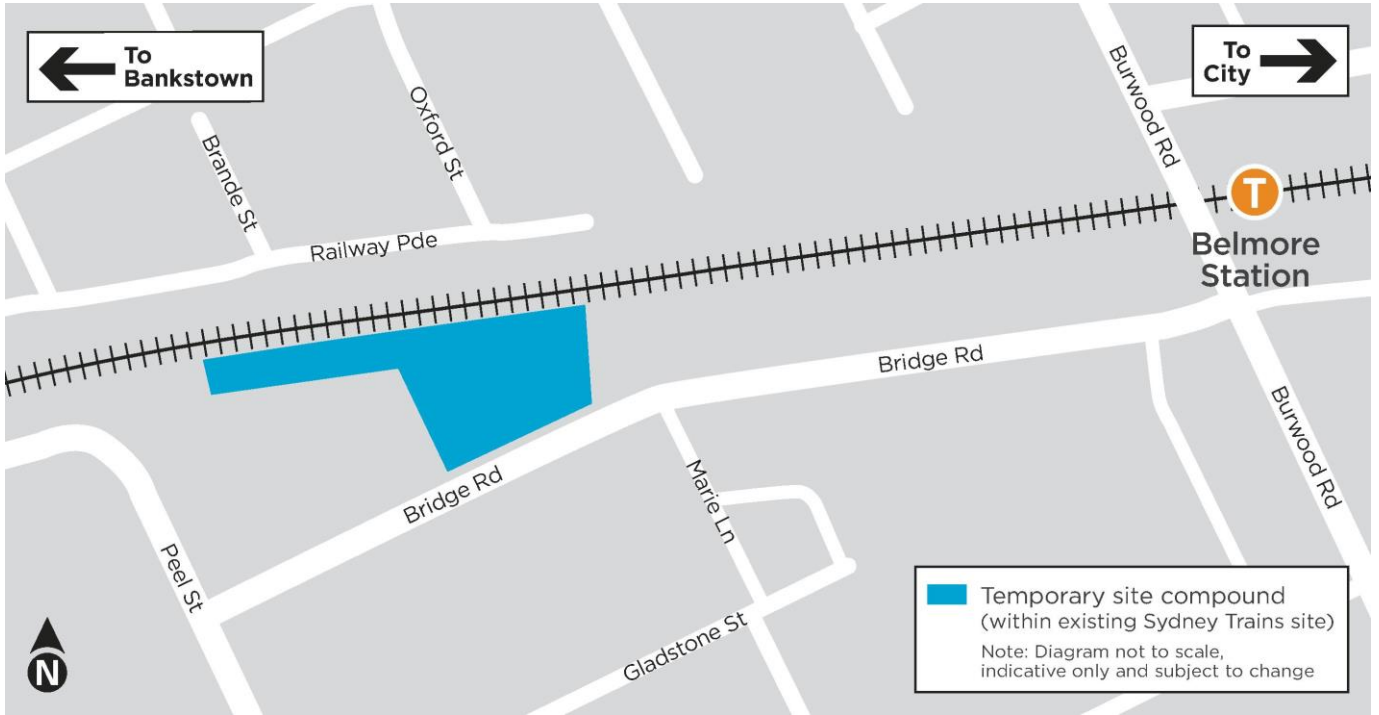 To
Bankstown
To
City
Burwood Rd
Oxford St
Brande St
Railway Pde
T
Belmore
Station
Bridge Rd
Burwood Rd
Bridge Rd
Marie Ln
Peel St
Gladstone St
N
Temporary site compound
(within existing Sydney Trains site)
Note: Diagram not to scale,
indicative only and subject to change